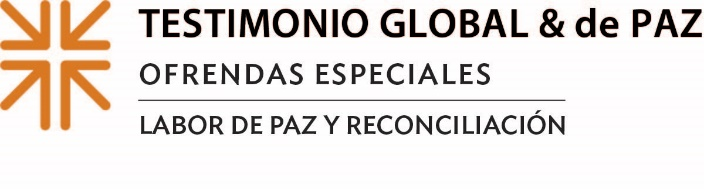 TESTIMONIO GLOBAL & de PAZ
OFRENDAS ESPECIALES
LABOR DE PAZ Y RECONCILIACIÓN